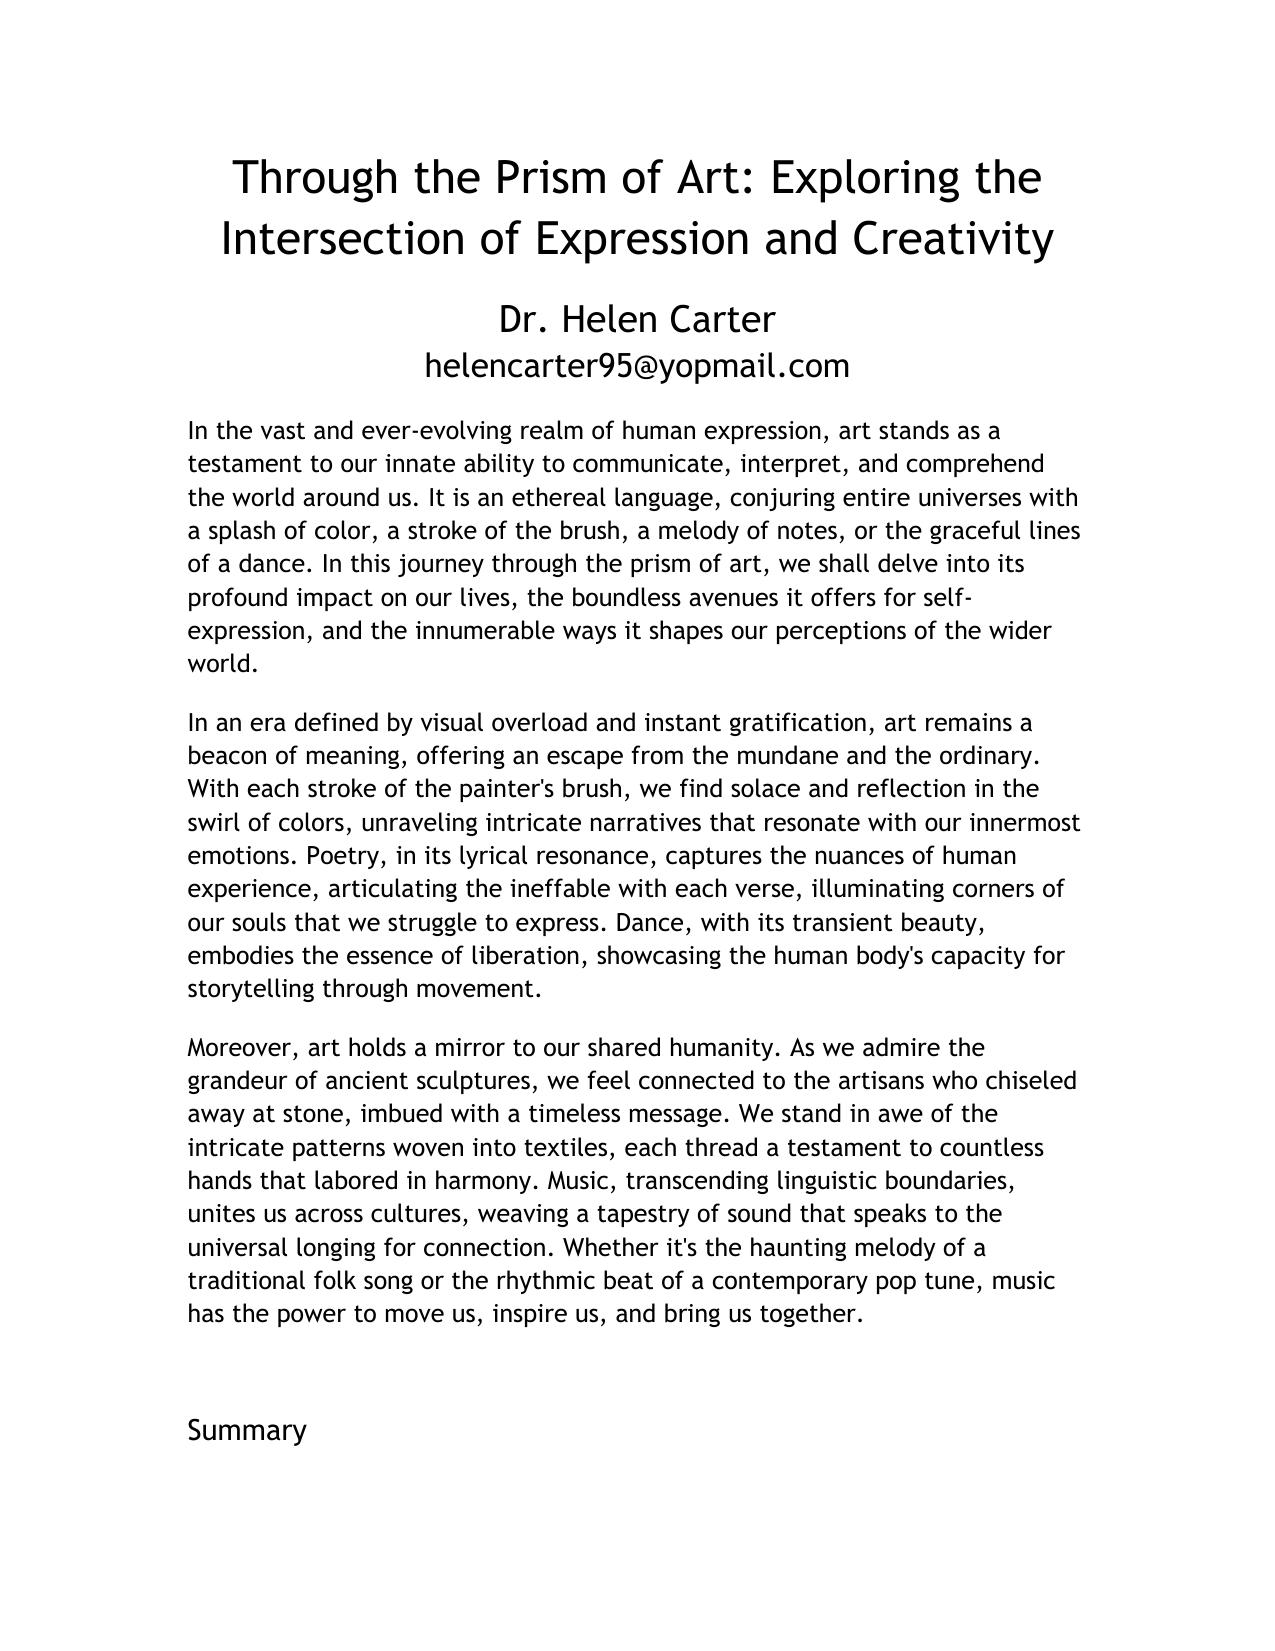 Through the Prism of Art: Exploring the
Intersection of Expression and Creativity
Dr. Helen Carter
helencarter95@yopmail.com
In the vast and ever-evolving realm of human expression, art stands as a
testament to our innate ability to communicate, interpret, and comprehend
the world around us. It is an ethereal language, conjuring entire universes with
a splash of color, a stroke of the brush, a melody of notes, or the graceful lines
of a dance. In this journey through the prism of art, we shall delve into its
profound impact on our lives, the boundless avenues it offers for self-
expression, and the innumerable ways it shapes our perceptions of the wider
world.
In an era defined by visual overload and instant gratification, art remains a
beacon of meaning, offering an escape from the mundane and the ordinary.
With each stroke of the painter's brush, we find solace and reflection in the
swirl of colors, unraveling intricate narratives that resonate with our innermost
emotions. Poetry, in its lyrical resonance, captures the nuances of human
experience, articulating the ineffable with each verse, illuminating corners of
our souls that we struggle to express. Dance, with its transient beauty,
embodies the essence of liberation, showcasing the human body's capacity for
storytelling through movement.
Moreover, art holds a mirror to our shared humanity. As we admire the
grandeur of ancient sculptures, we feel connected to the artisans who chiseled
away at stone, imbued with a timeless message. We stand in awe of the
intricate patterns woven into textiles, each thread a testament to countless
hands that labored in harmony. Music, transcending linguistic boundaries,
unites us across cultures, weaving a tapestry of sound that speaks to the
universal longing for connection. Whether it's the haunting melody of a
traditional folk song or the rhythmic beat of a contemporary pop tune, music
has the power to move us, inspire us, and bring us together.
Summary